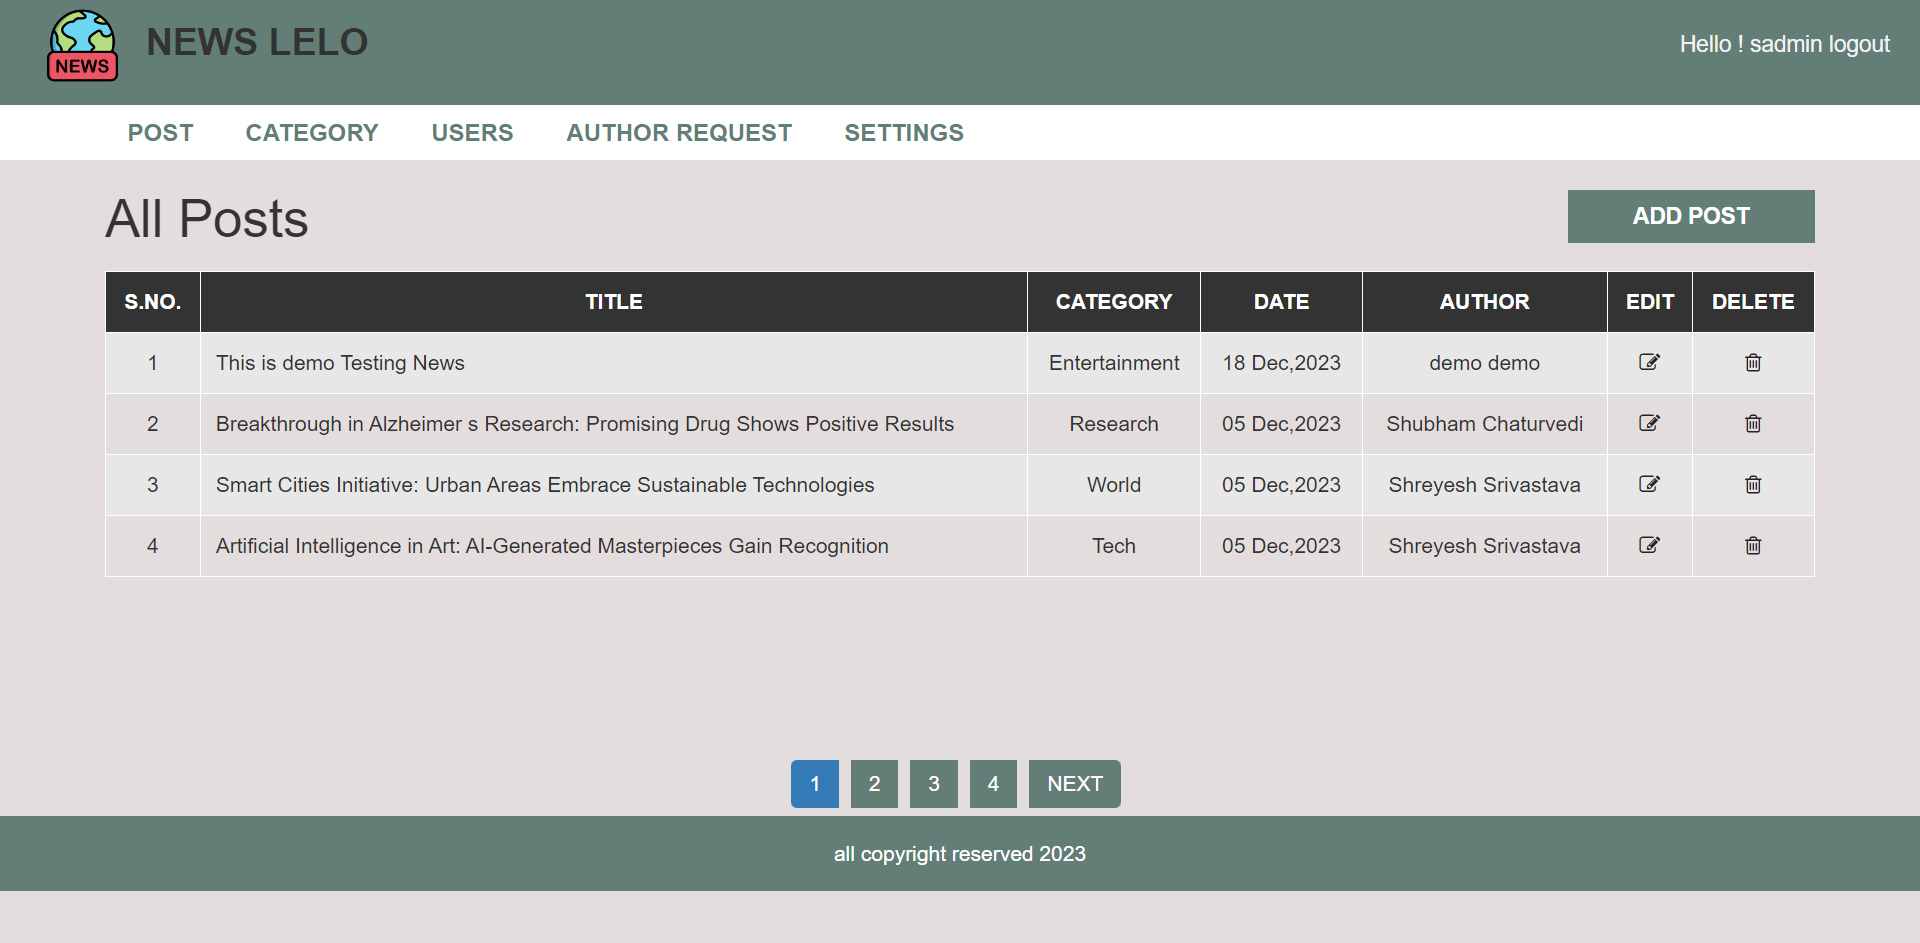 NEWS
NEWS LELO
Hello ! sadmin logout
POST CATEGORY USERS AUTHOR REQUEST SETTINGS
All Posts
ADD POST
S.NO. TITLE CATEGORY DATE AUTHOR EDIT DELETE
1 This is demo Testing News Entertainment 18 Dec,2023 demo demo
2 Breakthrough in Alzheimer s Research: Promising Drug Shows Positive Results Research 05 Dec,2023 Shubham Chaturvedi
3 Smart Cities Initiative: Urban Areas Embrace Sustainable Technologies World 05 Dec,2023 Shreyesh Srivastava
4 Artificial Intelligence in Art: AI-Generated Masterpieces Gain Recognition Tech 05 Dec,2023 Shreyesh Srivastava
1 2 3 4 NEXT
all copyright reserved 2023